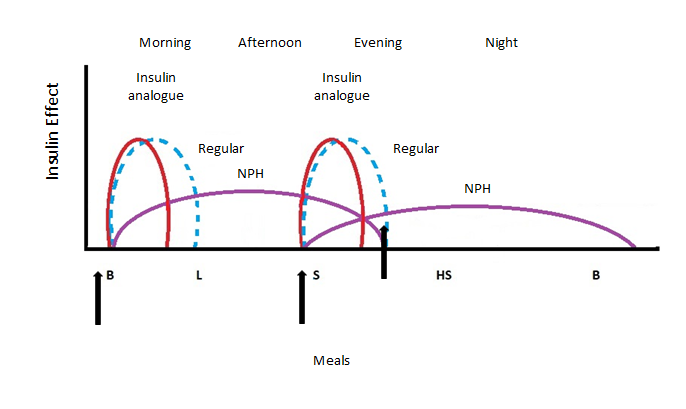 Morning Afternoon Evening Night
Insulin
analogue
Insulin
analogue
Insulin Effect
Regular
Regular
NPH
NPH
B L S HS B
Meals